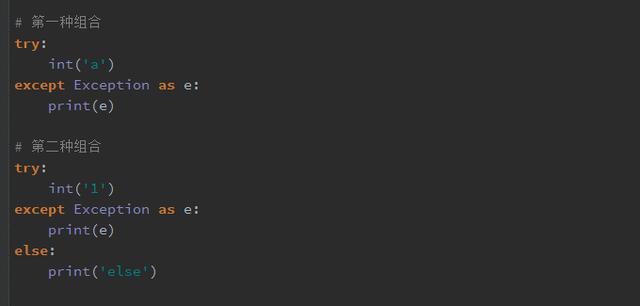 # 第一种组合
try:
    int('a')
except Exception as e:
    print(e)

# 第二种组合
try:
    int('1')
except Exception as e:
    print(e)
else:
    print('else')